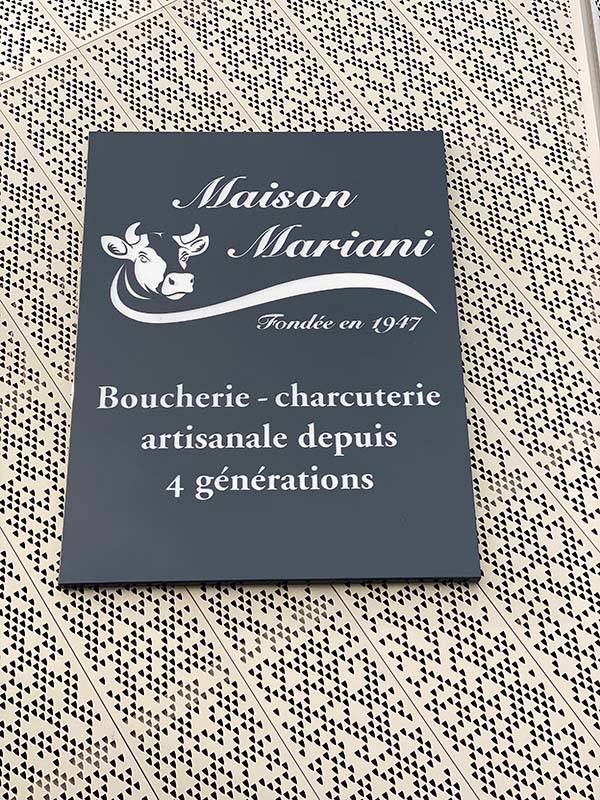 Maison
Mariani
Fondée en 1947
Boucherie - charcuterie
artisanale depuis
4 générations